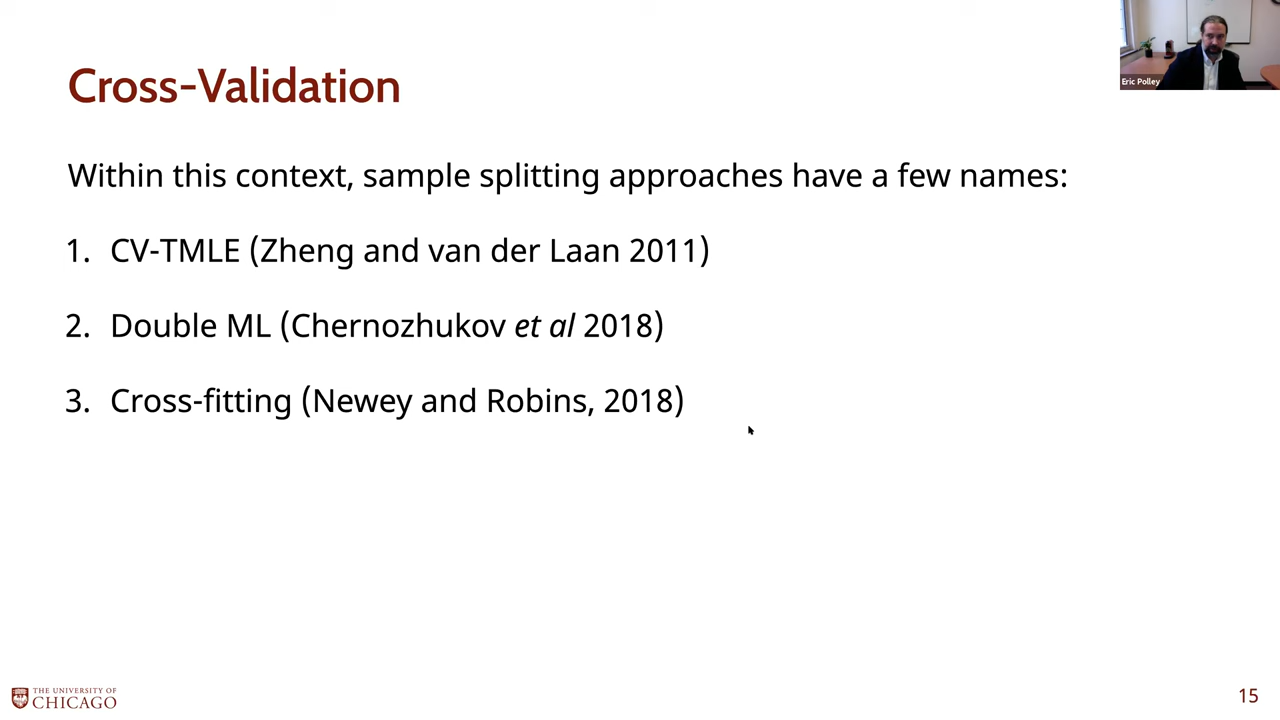 Cross-Validation
Eric Polley
Within this context, sample splitting approaches have a few names:
1. CV-TMLE (Zheng and van der Laan 2011)
2. Double ML (Chernozhukov et al 2018)
3. Cross-fitting (Newey and Robins, 2018)
THE UNIVERSITY OF
CHICAGO
15